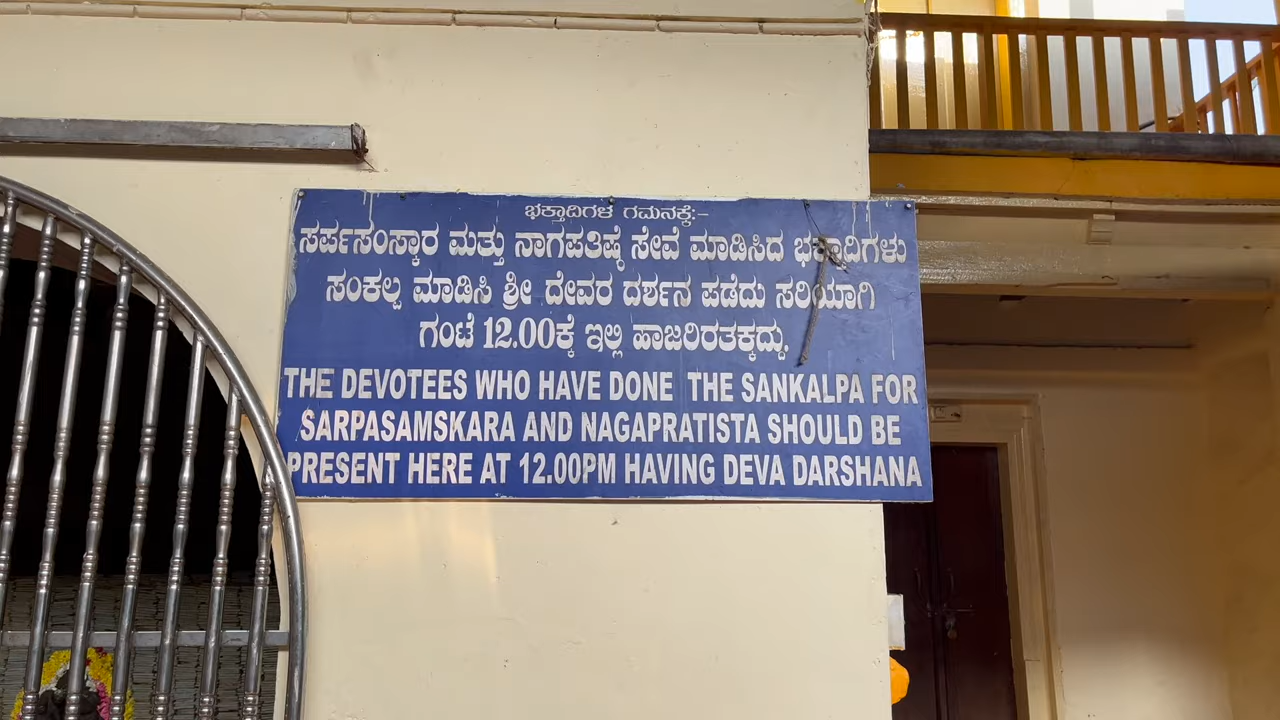 ಭಕ್ತಾದಿಗಳ ಗಮನಕ್ಕೆ:-
ಸರ್ಪಸಂಸ್ಕಾರ ಮತ್ತು ನಾಗಪ್ರತಿಷ್ಠೆ ಸೇವೆ ಮಾಡಿಸಿದ ಭಕ್ತಾದಿಗಳು
ಸಂಕಲ್ಪ ಮಾಡಿಸಿ ಶ್ರೀ ದೇವರ ದರ್ಶನ ಪಡೆದು ಸರಿಯಾಗಿ
ಗಂಟೆ 12.00ಕ್ಕೆ ಇಲ್ಲಿ ಹಾಜರಿರತಕ್ಕದ್ದು.
THE DEVOTEES WHO HAVE DONE THE SANKALPA FOR
SARPASAMSKARA AND NAGAPRATISTA SHOULD BE
PRESENT HERE AT 12.00PM HAVING DEVA DARSHANA